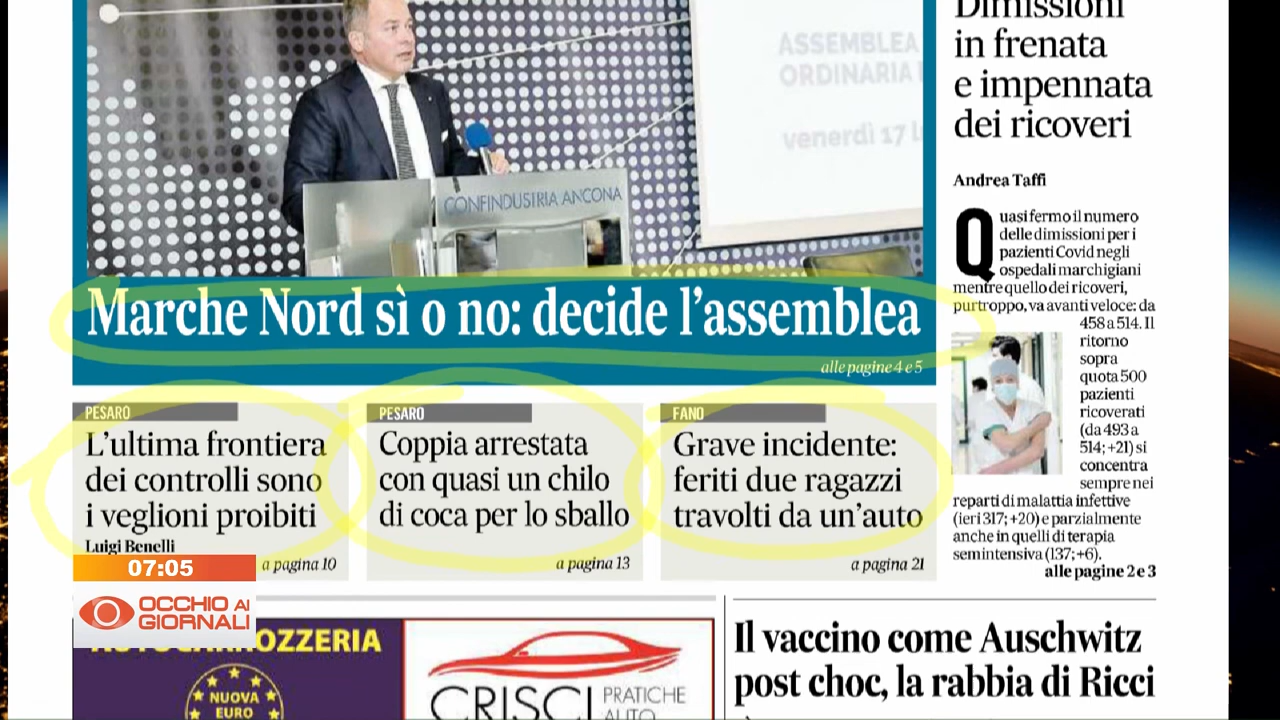 ASSEMBLEA
ORDINARIA
venerdì 17
CONFINDUSTRIA ANCONA
Marche Nord sì o no: decide l'assemblea
alle pagine 4 e 5
PESARO
L'ultima frontiera
dei controlli sono
i veglioni proibiti
Luigi Benelli
a pagina 10
PESARO
Coppia arrestata
con quasi un chilo
di coca per lo sballo
a pagina 13
FANO
Grave incidente:
feriti due ragazzi
travolti da un'auto
a pagina 21
Dimissioni
in frenata
e impennata
dei ricoveri
Andrea Taffi
Quasi fermo il numero
delle dimissioni per i
pazienti Covid negli
ospedali marchigiani
mentre quello dei ricoveri,
purtroppo, va avanti veloce: da
458 a 514. Il
ritorno
sopra
quota 500
pazienti
ricoverati
(da 493 a
514; +21) si
concentra
sempre nei
reparti di malattia infettive
(ieri 317; +20) e parzialmente
anche in quelli di terapia
semintensiva (137; +6).
alle pagine 2 e 3
07:05
OCCHIO AI
GIORNALI
NUOVA
EURO
CRISCI
PRATICHE
AUTO
Il vaccino come Auschwitz
post choc, la rabbia di Ricci